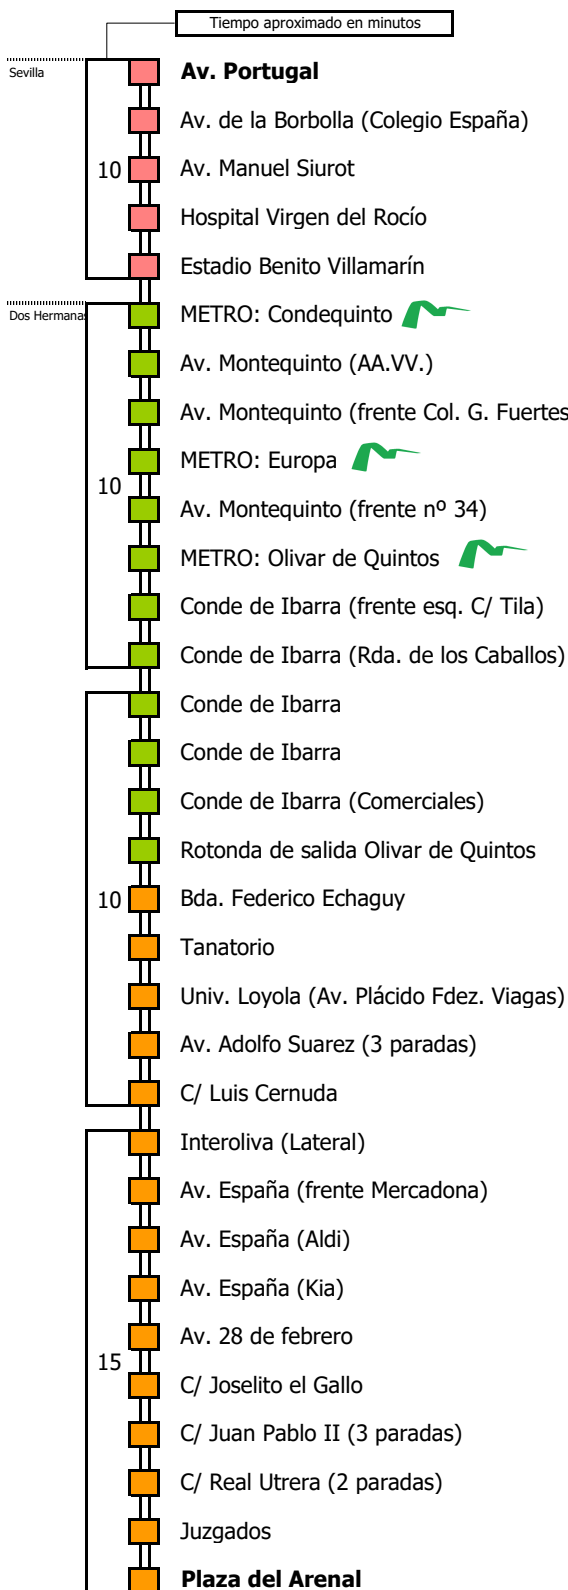 Tiempo aproximado en minutos
Sevilla
Av. Portugal
Av. de la Borbolla (Colegio España)
10
Av. Manuel Siurot
Hospital Virgen del Rocío
Estadio Benito Villamarín
Dos Hermanas
METRO: Condequinto
Av. Montequinto (AA.VV.)
Av. Montequinto (frente Col. G. Fuertes
METRO: Europa
10
Av. Montequinto (frente nº 34)
METRO: Olivar de Quintos
Conde de Ibarra (frente esq. C/ Tila)
Conde de Ibarra (Rda. de los Caballos)
Conde de Ibarra
Conde de Ibarra
Conde de Ibarra (Comerciales)
Rotonda de salida Olivar de Quintos
10
Bda. Federico Echaguy
Tanatorio
Univ. Loyola (Av. Plácido Fdez. Viagas)
Av. Adolfo Suarez (3 paradas)
C/ Luis Cernuda
Interoliva (Lateral)
Av. España (frente Mercadona)
Av. España (Aldi)
Av. España (Kia)
Av. 28 de febrero
15
C/ Joselito el Gallo
C/ Juan Pablo II (3 paradas)
C/ Real Utrera (2 paradas)
Juzgados
Plaza del Arenal